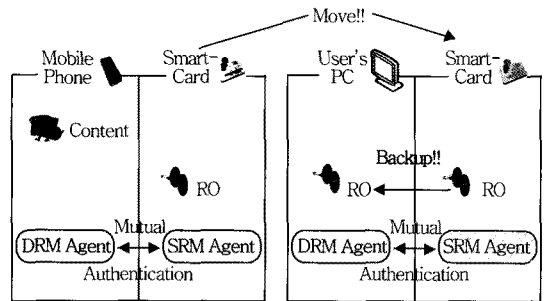 Move!!
Mobile
Phone
Smart-
Card
Content
RO
Mutual
DRM Agent
SRM Agent
Authentication
User's
PC
Smart-
Card
Backup!!
RO
RO
Mutual
DRM Agent
SRM Agent
Authentication